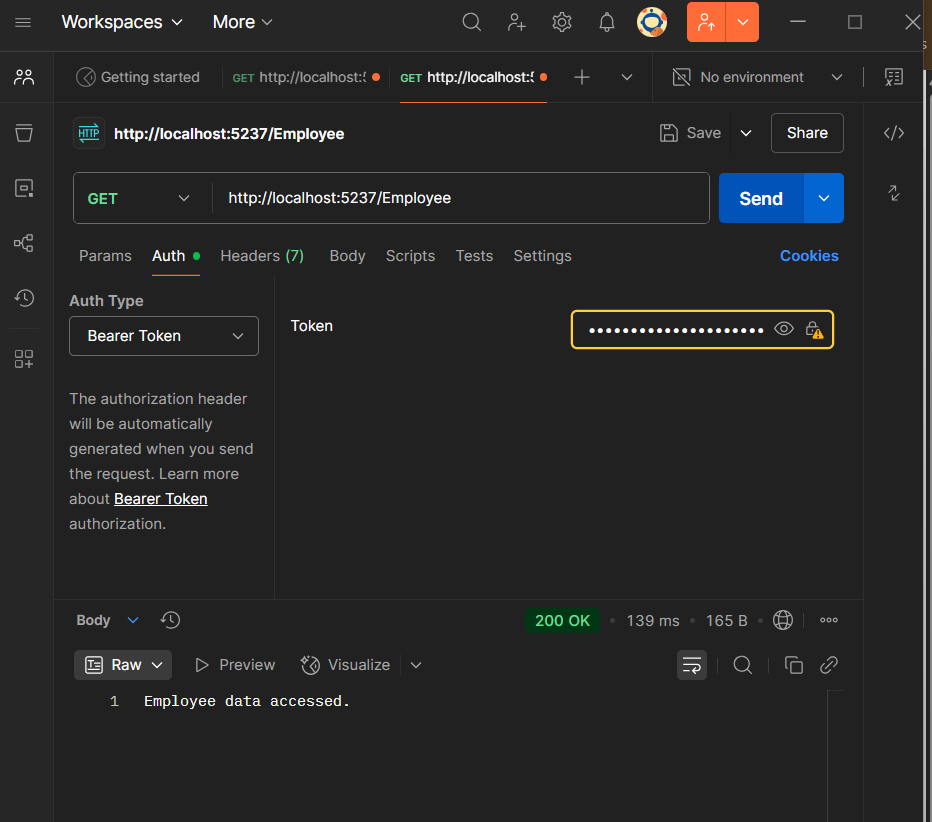 Workspaces More
Getting started GET http://localhost:5 GET http://localhost:5 No environment
HTTP http://localhost:5237/Employee Save Share
GET http://localhost:5237/Employee Send
Params Auth Headers (7) Body Scripts Tests Settings Cookies
Auth Type
Bearer Token
Token
The authorization header
will be automatically
generated when you send
the request. Learn more
about Bearer Token
authorization.
Body 200 OK • 139 ms • 165 B •
Raw Preview Visualize
1 Employee data accessed.